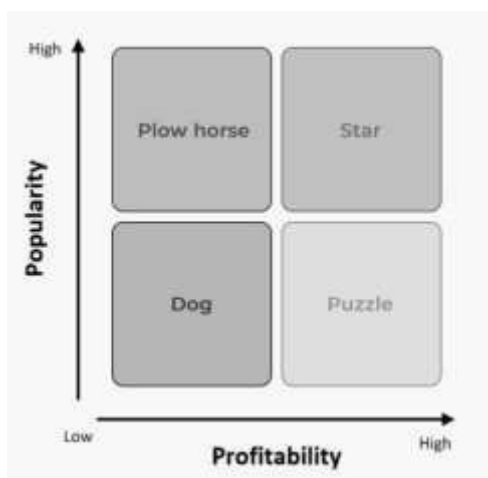 High
Plow horse
Star
Popularity
Dog
Puzzle
Low
Profitability
High